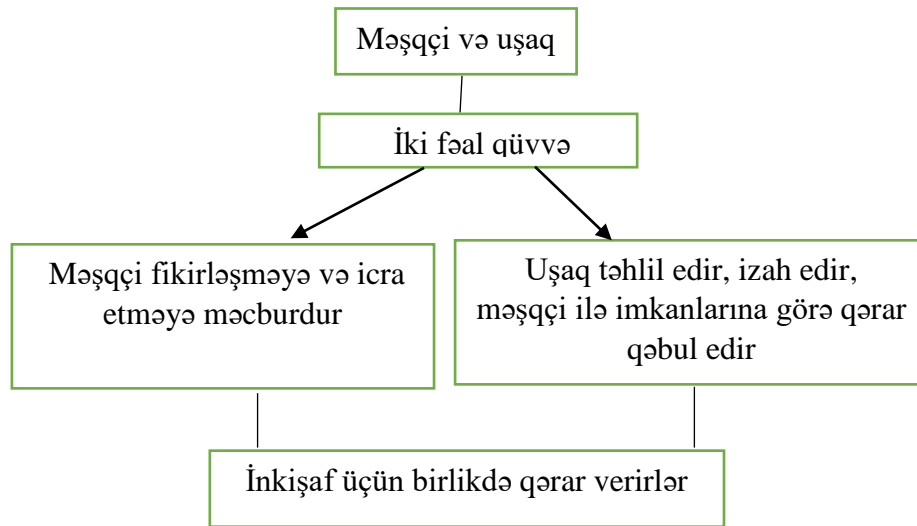 Məşqçi və uşaq
İki fəal qüvvə
Məşqçi fikirləşməyə və icra
etməyə məcburdur
Uşaq təhlil edir, izah edir,
məşqçi ilə imkanlarına görə qərar
qəbul edir
İnkişaf üçün birlikdə qərar verirlər